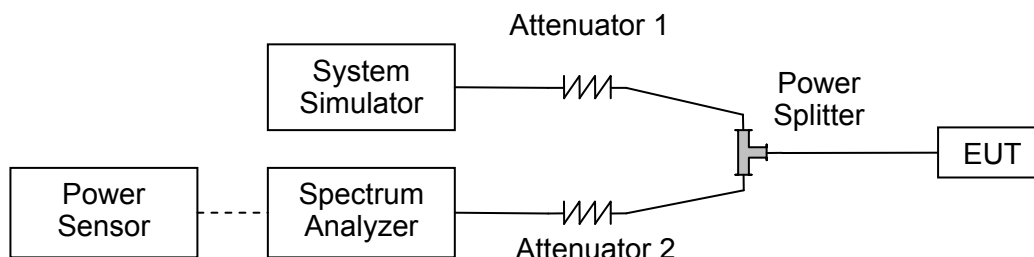 Attenuator 1
System
Simulator
Power
Splitter
EUT
Power
Sensor
Spectrum
Analyzer
Attenuator 2